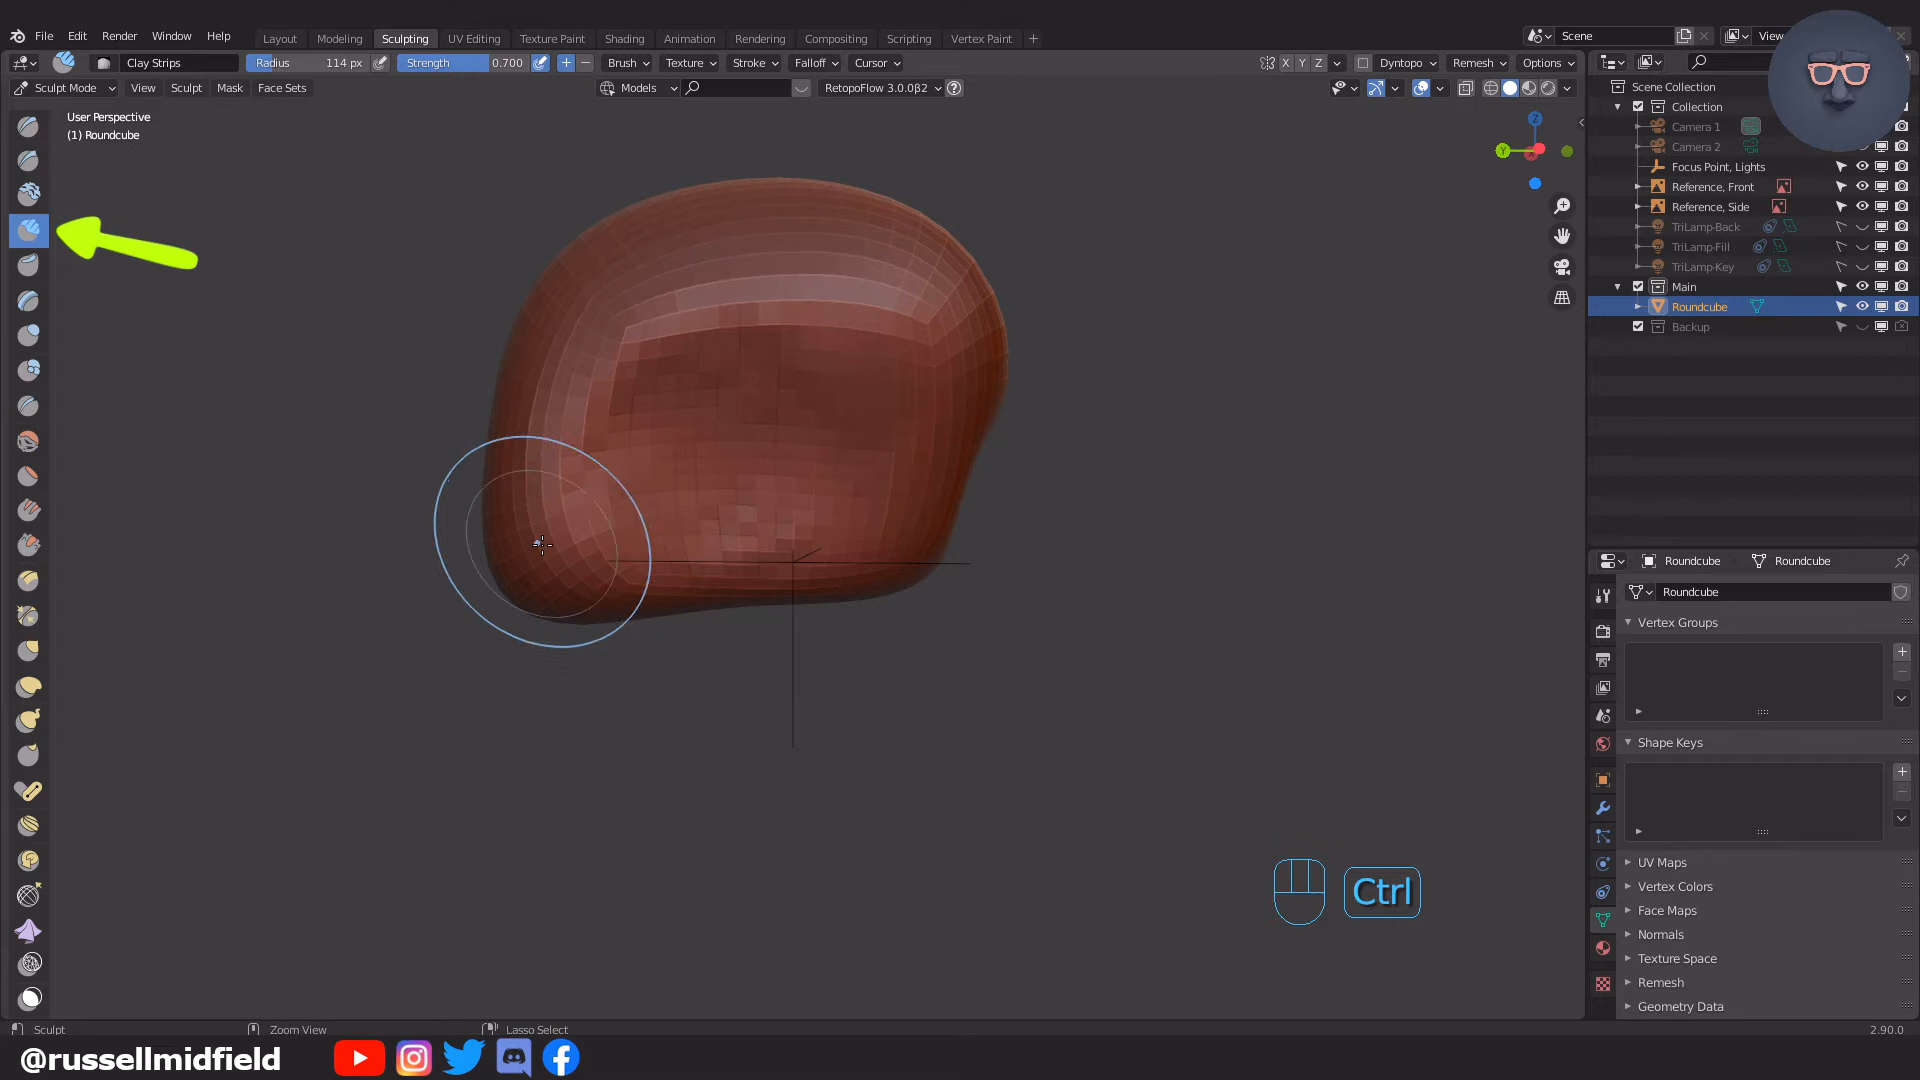 File Edit Render Window Help Layout Modeling Sculpting UV Editing Texture Paint Shading Animation Rendering Compositing Scripting Vertex Paint + Scene View
Clay Strips Radius 114 px Strength 0.700 Brush Texture Stroke Falloff Cursor X Y Z Dyntopo Remesh Options
Sculpt Mode View Sculpt Mask Face Sets Models RetopoFlow 3.0.0β2
User Perspective
(1) Roundcube
Z
Y
Scene Collection
Collection
Camera 1
Camera 2
Focus Point, Lights
Reference, Front
Reference, Side
TriLamp-Back
TriLamp-Fill
TriLamp-Key
Main
Roundcube
Backup
Roundcube Roundcube
Roundcube
Vertex Groups
Shape Keys
UV Maps
Vertex Colors
Face Maps
Normals
Texture Space
Remesh
Geometry Data
Ctrl
Sculpt Zoom View Lasso Select 2.90.0
@russellmidfield